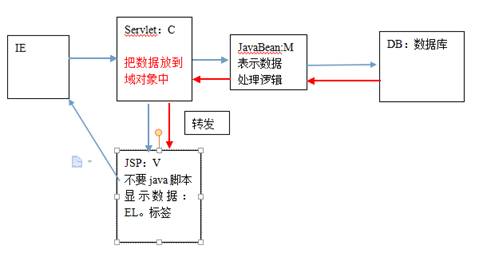 IE
Servlet：C
把数据放到
域对象中
JavaBean:M
表示数据
处理逻辑
DB：数据库
转发
JSP：V
不要 java 脚本
显示数据：
EL。标签